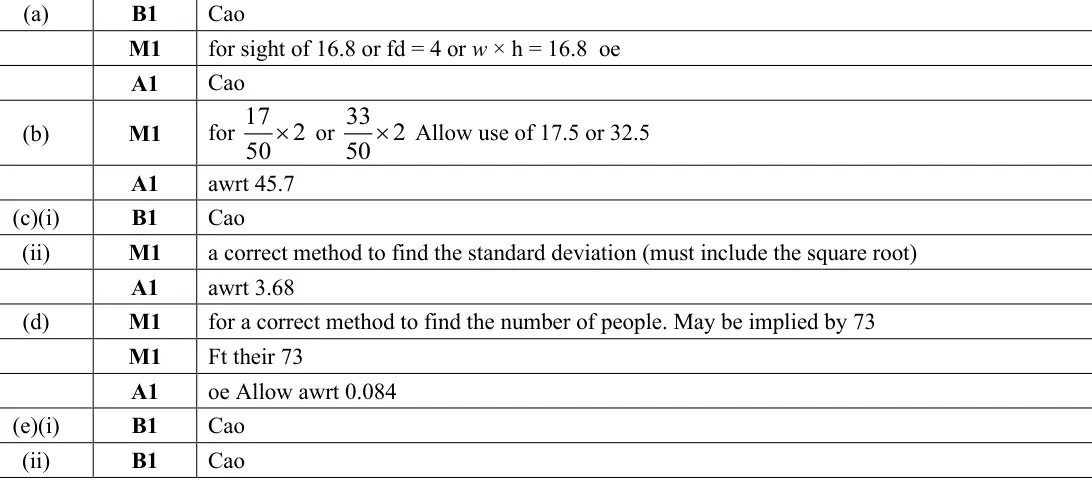 (a) B1 Cao
M1 for sight of 16.8 or fd = 4 or w × h = 16.8 oe
A1 Cao
(b) M1 for 17/50 × 2 or 33/50 × 2 Allow use of 17.5 or 32.5
A1 awrt 45.7
(c)(i) B1 Cao
(ii) M1 a correct method to find the standard deviation (must include the square root)
A1 awrt 3.68
(d) M1 for a correct method to find the number of people. May be implied by 73
M1 Ft their 73
A1 oe Allow awrt 0.084
(e)(i) B1 Cao
(ii) B1 Cao